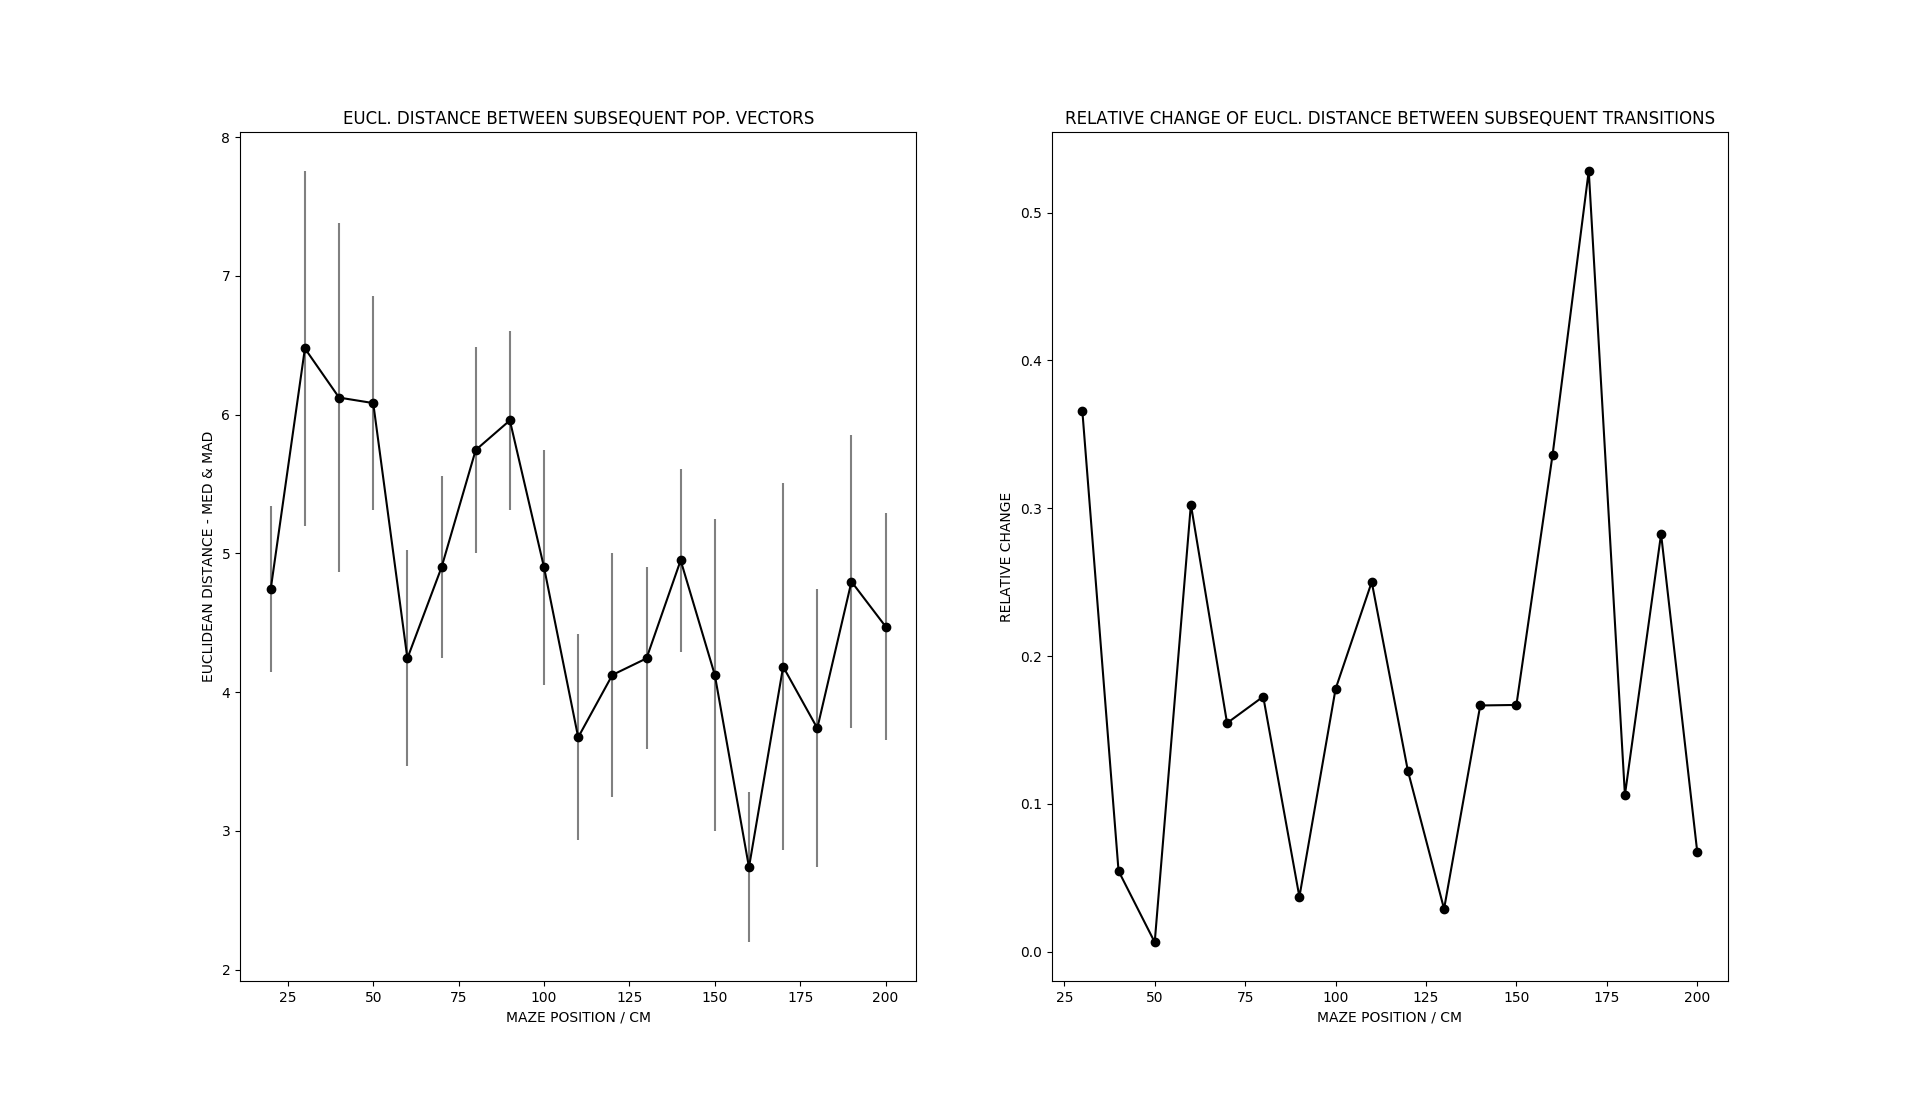 EUCL. DISTANCE BETWEEN SUBSEQUENT POP. VECTORS
EUCLIDEAN DISTANCE - MED & MAD
8
7
6
5
4
3
2
25 50 75 100 125 150 175 200
MAZE POSITION / CM
RELATIVE CHANGE OF EUCL. DISTANCE BETWEEN SUBSEQUENT TRANSITIONS
RELATIVE CHANGE
0.5
0.4
0.3
0.2
0.1
0.0
25 50 75 100 125 150 175 200
MAZE POSITION / CM